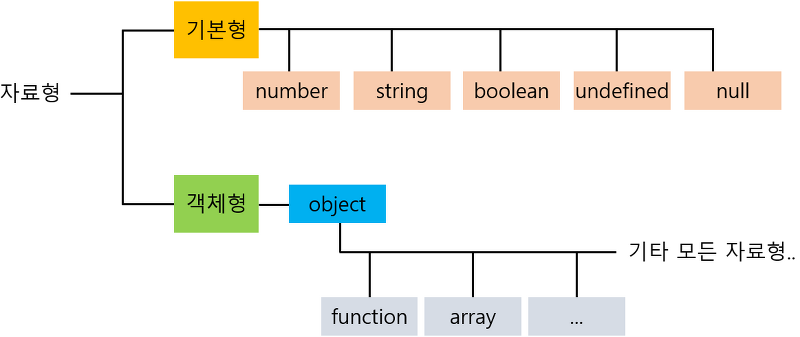 기본형
자료형
number
string
boolean
undefined
null
객체형
object
기타 모든 자료형..
function
array
...